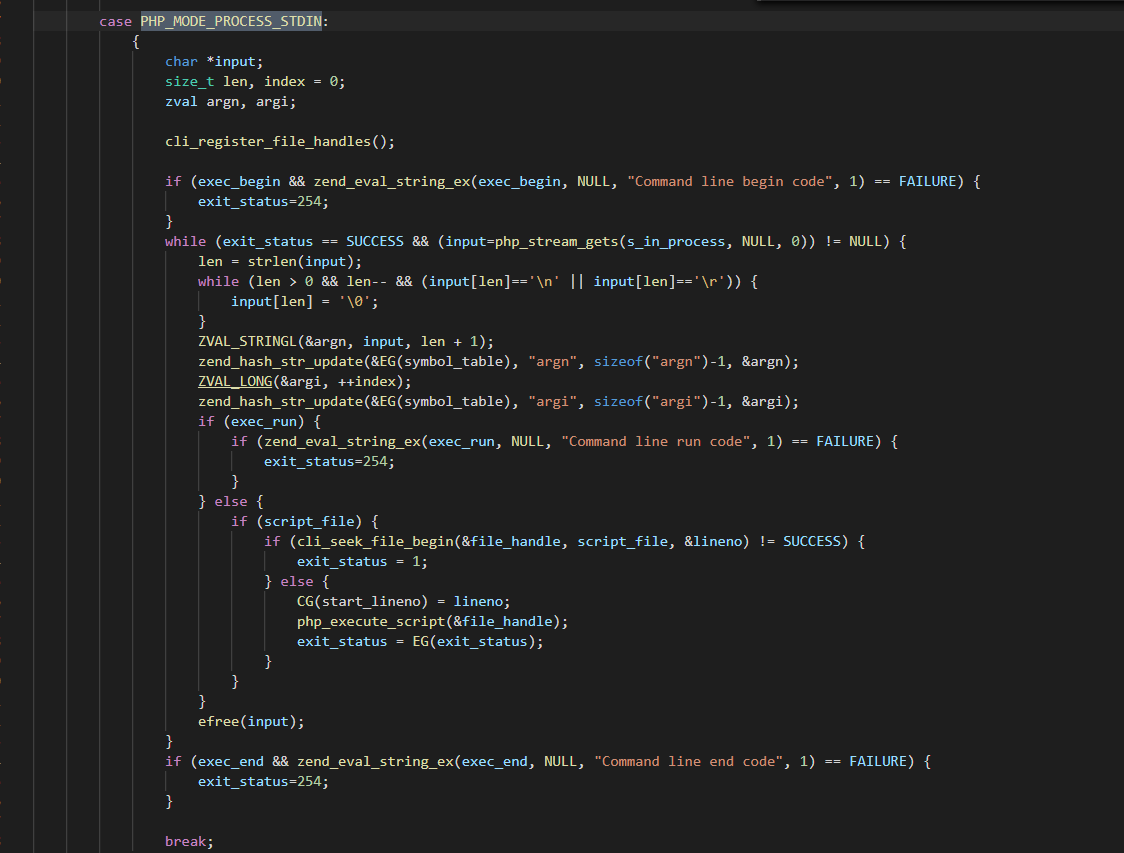 case PHP_MODE_PROCESS_STDIN:
{
char *input;
size_t len, index = 0;
zval argn, argi;
cli_register_file_handles();
if (exec_begin && zend_eval_string_ex(exec_begin, NULL, "Command line begin code", 1) == FAILURE) {
exit_status=254;
}
while (exit_status == SUCCESS && (input=php_stream_gets(s_in_process, NULL, 0)) != NULL) {
len = strlen(input);
while (len > 0 && len-- && (input[len]=='\n' || input[len]=='\r')) {
input[len] = '\0';
}
ZVAL_STRINGL(&argn, input, len + 1);
zend_hash_str_update(&EG(symbol_table), "argn", sizeof("argn")-1, &argn);
ZVAL_LONG(&argi, ++index);
zend_hash_str_update(&EG(symbol_table), "argi", sizeof("argi")-1, &argi);
if (exec_run) {
if (zend_eval_string_ex(exec_run, NULL, "Command line run code", 1) == FAILURE) {
exit_status=254;
}
} else {
if (script_file) {
if (cli_seek_file_begin(&file_handle, script_file, &lineno) != SUCCESS) {
exit_status = 1;
} else {
CG(start_lineno) = lineno;
php_execute_script(&file_handle);
exit_status = EG(exit_status);
}
}
}
efree(input);
}
if (exec_end && zend_eval_string_ex(exec_end, NULL, "Command line end code", 1) == FAILURE) {
exit_status=254;
}
break;